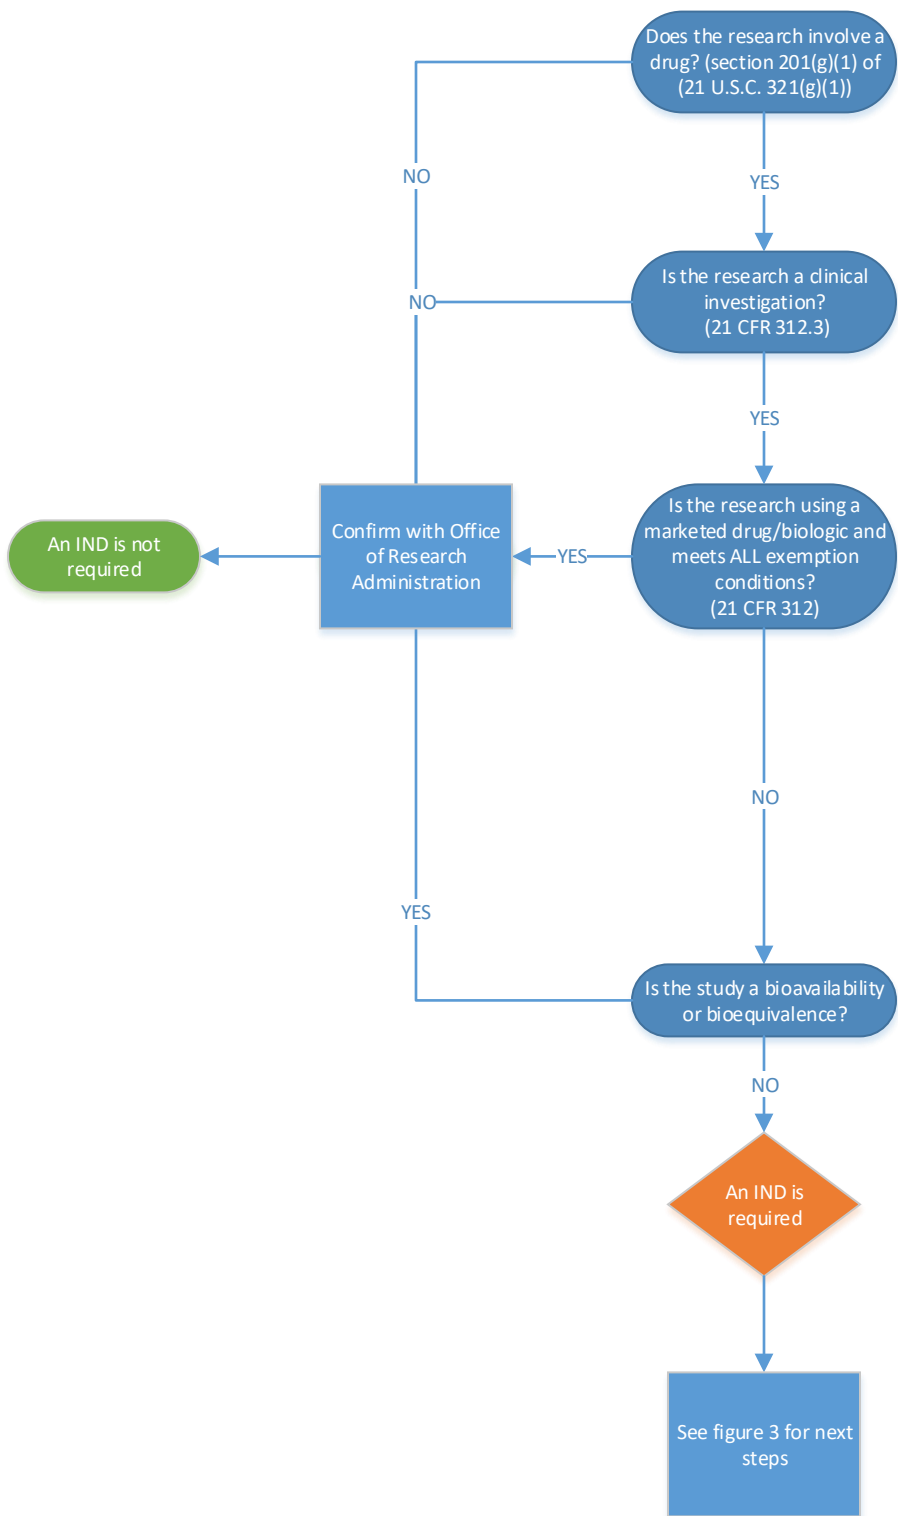 Does the research involve a
drug? (section 201(g)(1) of
(21 U.S.C. 321(g)(1))
NO
YES
Is the research a clinical
investigation?
(21 CFR 312.3)
NO
YES
Is the research using a
marketed drug/biologic and
meets ALL exemption
conditions?
(21 CFR 312)
YES
Confirm with Office
of Research
Administration
An IND is not
required
NO
YES
Is the study a bioavailability
or bioequivalence?
NO
An IND is
required
See figure 3 for next
steps